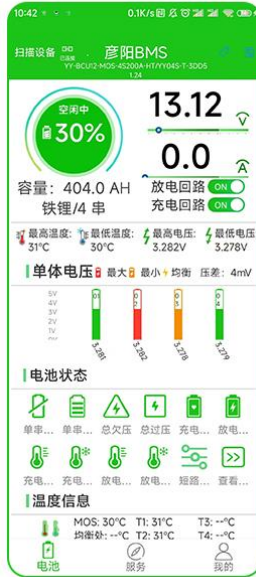 10:42
0.1K/s
扫描设备
已连接
彦阳BMS
YY-BCU12-MOS-4S200A-HT/YY04S-T-3DDS
1.24
空闲中
30%
13.12 V
0.0 A
容量: 404.0 AH
铁锂/4 串
放电回路 ON
充电回路 ON
最高温度: 31°C
最低温度: 30°C
最高电压: 3.282V
最低电压 3.278V
单体电压 最大 最小 均衡 压差: 4mV
5V
4V
3V
2V
1V
0V
01
02
03
04
3.281
3.282
3.278
3.279
电池状态
单串... 单串... 总欠压 总过压 充电... 放电...
充电... 充电... 放电... 放电... 短路... 查看...
温度信息
MOS: 30°C T1: 31°C T3: --°C
均衡处: --°C T2: 31°C T4: --°C
电池
服务
我的